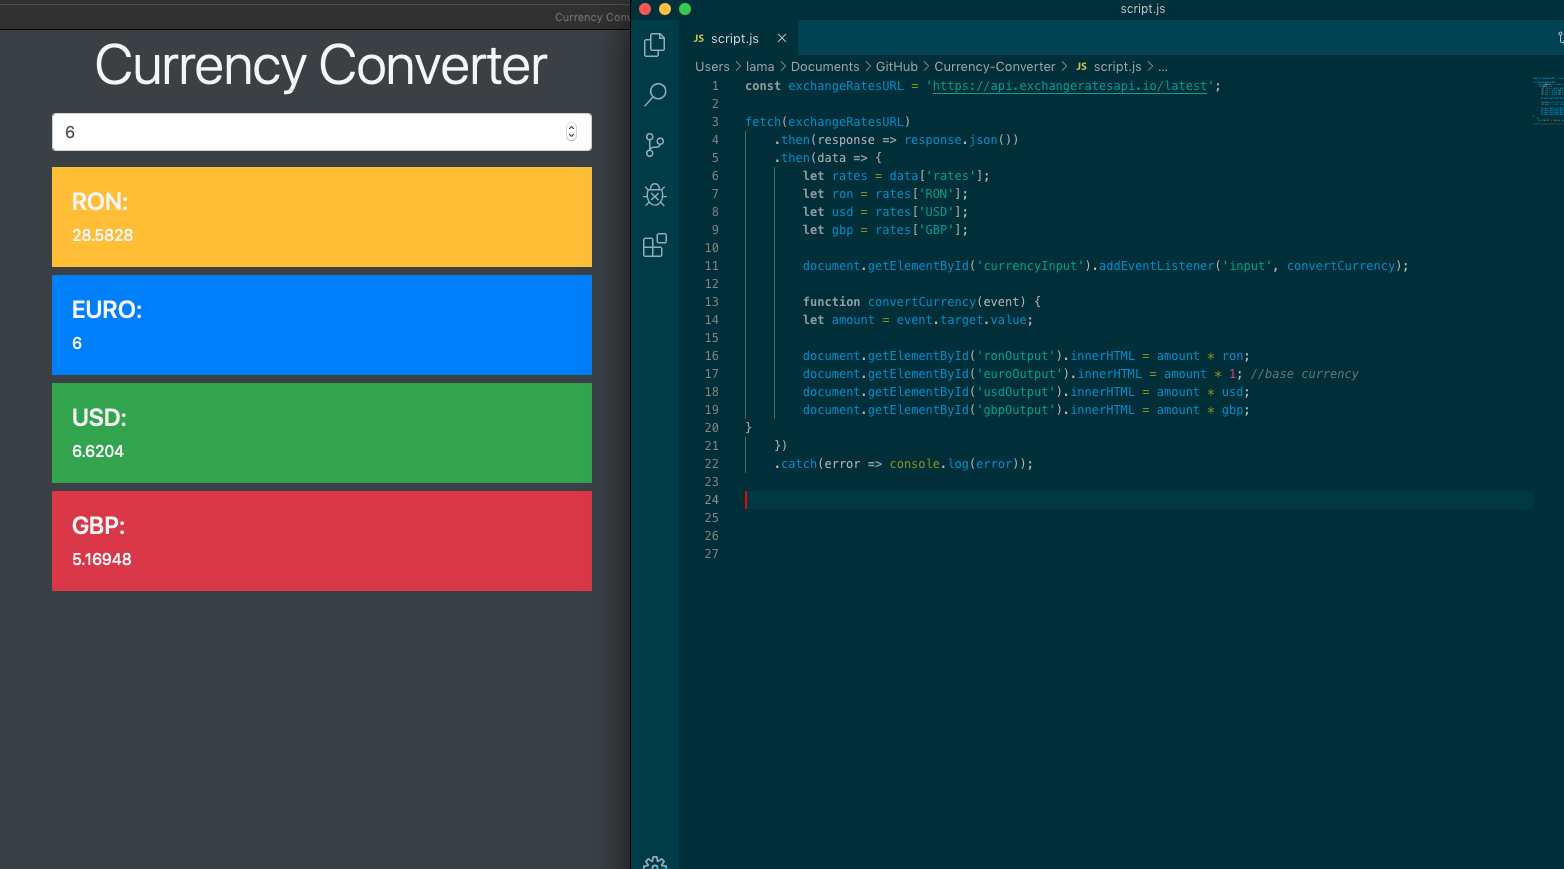 Currency Conv
Currency Converter
6
RON:
28.5828
EURO:
6
USD:
6.6204
GBP:
5.16948
script.js
JS script.js ×
Users > lama > Documents > GitHub > Currency-Converter > JS script.js > ...
1 const exchangeRatesURL = 'https://api.exchangeratesapi.io/latest';
2
3 fetch(exchangeRatesURL)
4 .then(response => response.json())
5 .then(data => {
6 let rates = data['rates'];
7 let ron = rates['RON'];
8 let usd = rates['USD'];
9 let gbp = rates['GBP'];
10
11 document.getElementById('currencyInput').addEventListener('input', convertCurrency);
12
13 function convertCurrency(event) {
14 let amount = event.target.value;
15
16 document.getElementById('ronOutput').innerHTML = amount * ron;
17 document.getElementById('euroOutput').innerHTML = amount * 1; //base currency
18 document.getElementById('usdOutput').innerHTML = amount * usd;
19 document.getElementById('gbpOutput').innerHTML = amount * gbp;
20 }
21 })
22 .catch(error => console.log(error));
23
24
25
26
27